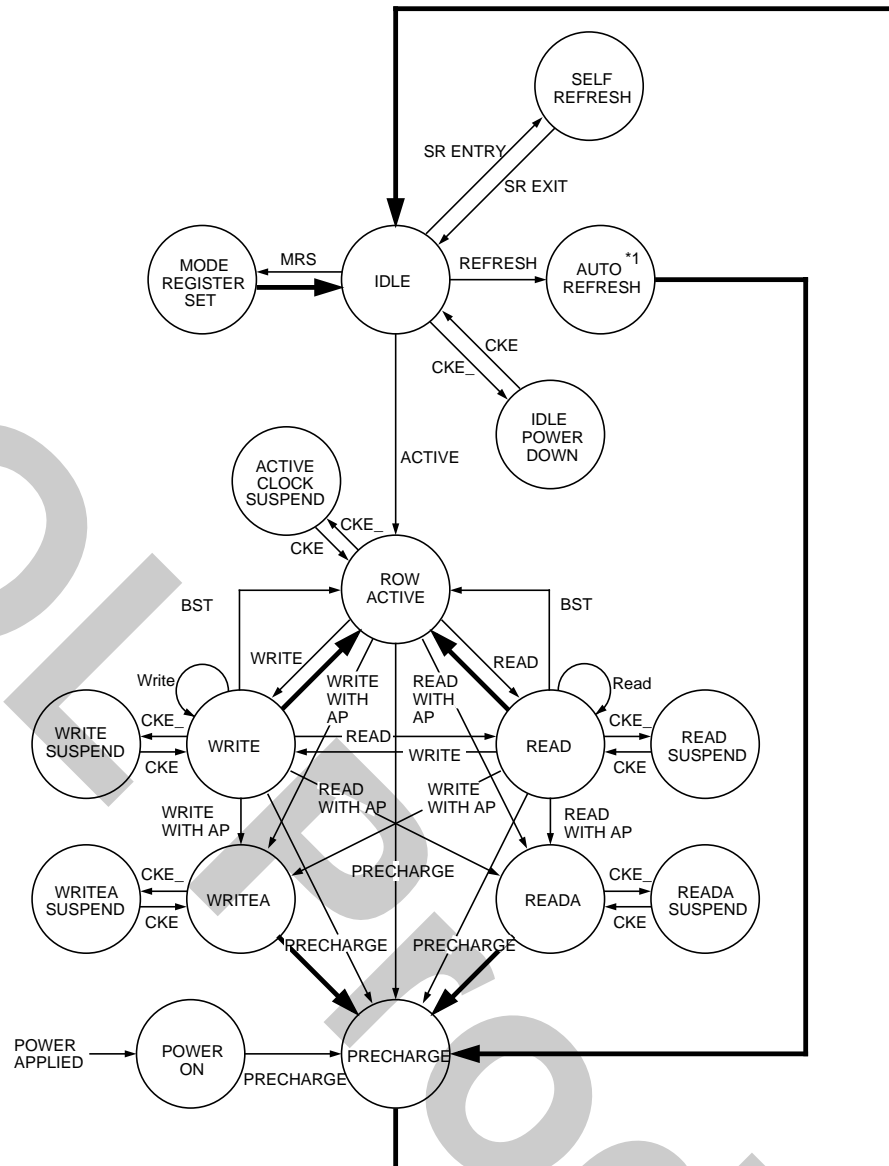 SELF
REFRESH
SR ENTRY
SR EXIT
MODE
REGISTER
SET
MRS
IDLE
REFRESH
AUTO *1
REFRESH
CKE
CKE_
IDLE
POWER
DOWN
ACTIVE
ACTIVE
CLOCK
SUSPEND
CKE_
CKE
ROW
ACTIVE
BST
BST
WRITE
READ
Write
WRITE
WITH
AP
READ
WITH
AP
Read
WRITE
SUSPEND
CKE_
CKE
WRITE
READ
WRITE
READ
CKE_
CKE
READ
SUSPEND
WRITE
WITH AP
READ
WITH AP
WRITE
WITH AP
READ
WITH AP
WRITEA
SUSPEND
CKE_
CKE
WRITEA
PRECHARGE
READA
CKE_
CKE
READA
SUSPEND
PRECHARGE
PRECHARGE
POWER
APPLIED
POWER
ON
PRECHARGE
PRECHARGE